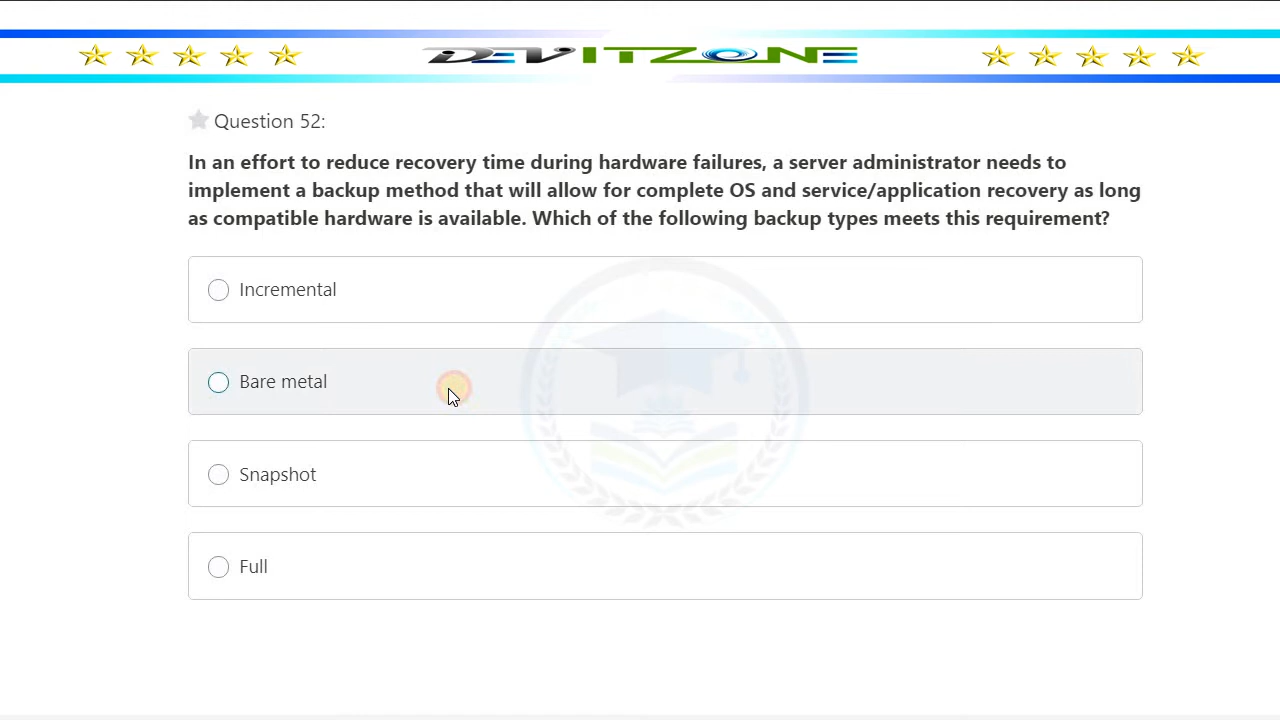 DEVITZONE
Question 52:
In an effort to reduce recovery time during hardware failures, a server administrator needs to
implement a backup method that will allow for complete OS and service/application recovery as long
as compatible hardware is available. Which of the following backup types meets this requirement?
Incremental
Bare metal
Snapshot
Full